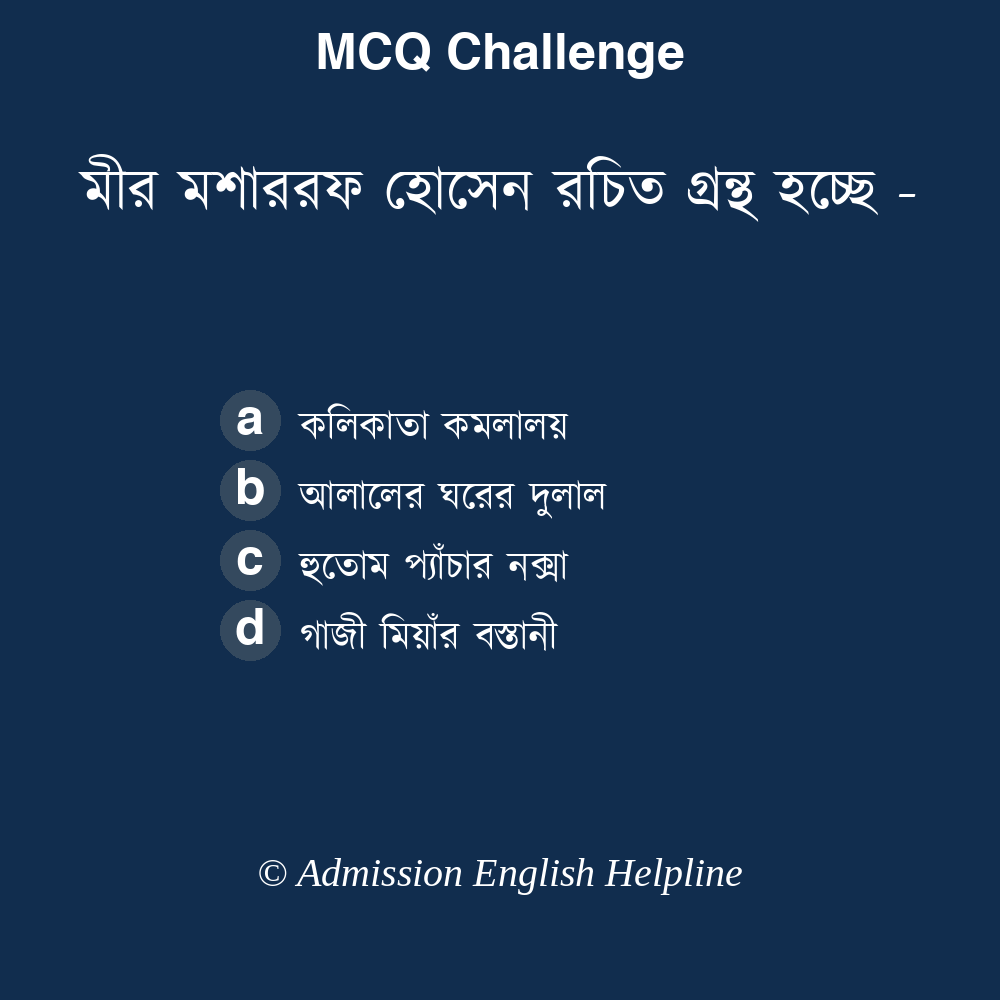 MCQ Challenge
মীর মশাররফ হোসেন রচিত গ্রন্থ হচ্ছে -
a কলিকাতা কমলালয়
b আলালের ঘরের দুলাল
c হুতোম প্যাঁচার নক্সা
d গাজী মিয়াঁর বস্তানী
© Admission English Helpline